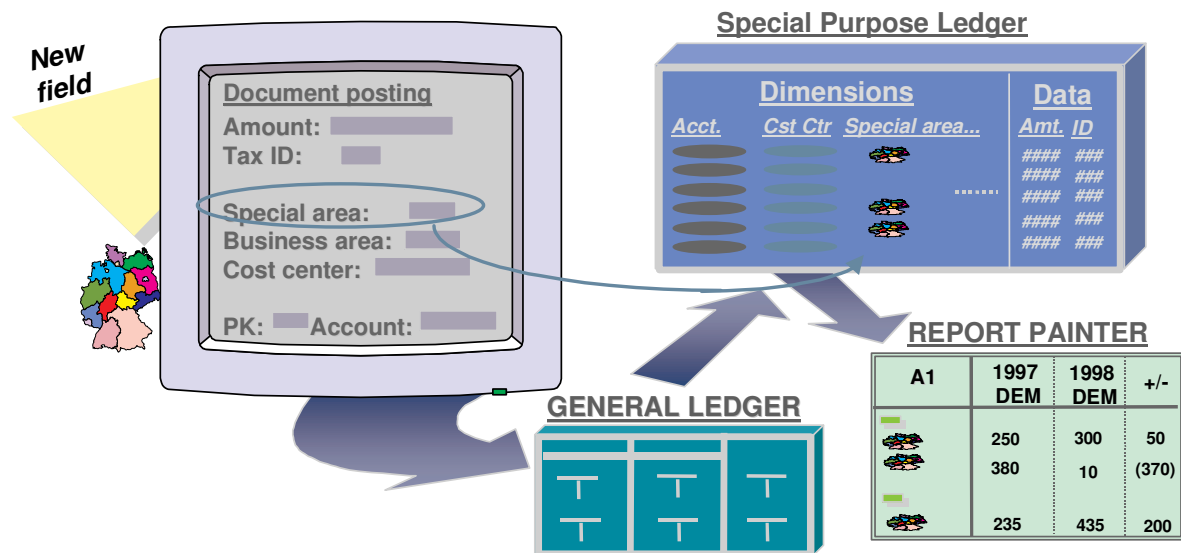 New
field
Document posting
Amount:
Tax ID:
Special area:
Business area:
Cost center:
PK: Account:
Special Purpose Ledger
Dimensions Data
Acct. Cst Ctr Special area... Amt. ID
#### ###
#### ###
#### ###
#### ###
#### ###
GENERAL LEDGER
REPORT PAINTER
A1 1997 DEM 1998 DEM +/-
250 300 50
380 10 (370)
235 435 200